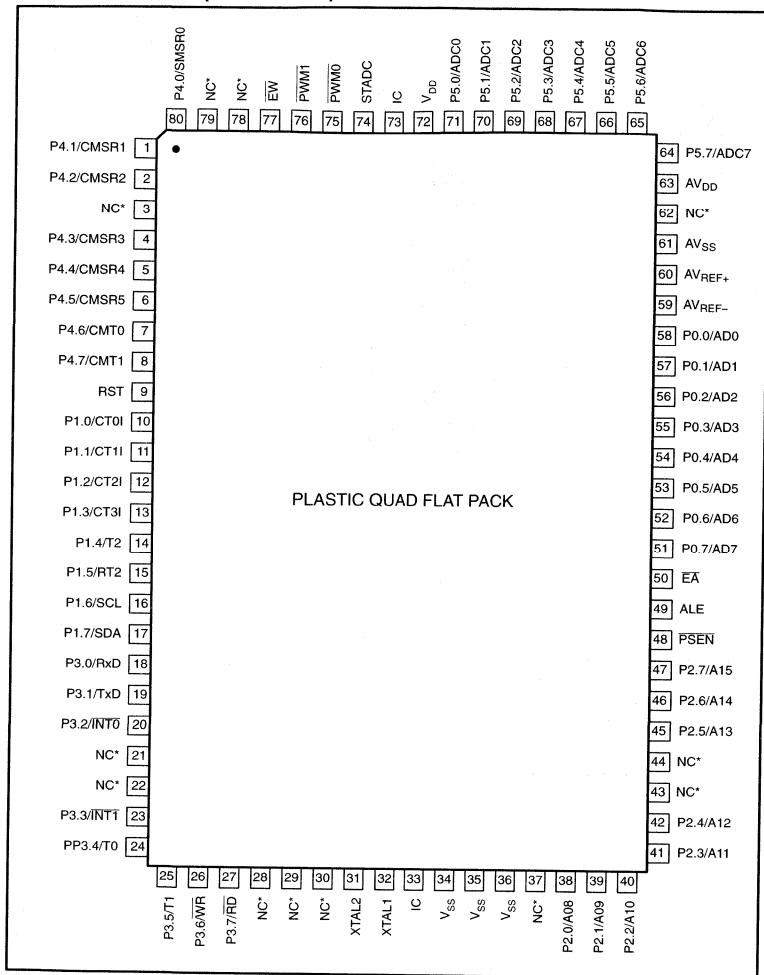 P4.0/SMSR0
NC*
NC*
EW
PWM1
PWM0
STADC
IC
VDD
P5.0/ADC0
P5.1/ADC1
P5.2/ADC2
P5.3/ADC3
P5.4/ADC4
P5.5/ADC5
P5.6/ADC6
80 79 78 77 76 75 74 73 72 71 70 69 68 67 66 65
P4.1/CMSR1 1
P4.2/CMSR2 2
NC* 3
P4.3/CMSR3 4
P4.4/CMSR4 5
P4.5/CMSR5 6
P4.6/CMT0 7
P4.7/CMT1 8
RST 9
P1.0/CT0I 10
P1.1/CT1I 11
P1.2/CT2I 12
P1.3/CT3I 13
P1.4/T2 14
P1.5/RT2 15
P1.6/SCL 16
P1.7/SDA 17
P3.0/RxD 18
P3.1/TxD 19
P3.2/INT0 20
NC* 21
NC* 22
P3.3/INT1 23
PP3.4/T0 24
PLASTIC QUAD FLAT PACK
64 P5.7/ADC7
63 AVDD
62 NC*
61 AVSS
60 AVREF+
59 AVREF–
58 P0.0/AD0
57 P0.1/AD1
56 P0.2/AD2
55 P0.3/AD3
54 P0.4/AD4
53 P0.5/AD5
52 P0.6/AD6
51 P0.7/AD7
50 EA
49 ALE
48 PSEN
47 P2.7/A15
46 P2.6/A14
45 P2.5/A13
44 NC*
43 NC*
42 P2.4/A12
41 P2.3/A11
25 26 27 28 29 30 31 32 33 34 35 36 37 38 39 40
P3.5/T1
P3.6/WR
P3.7/RD
NC*
NC*
NC*
XTAL2
XTAL1
IC
VSS
VSS
VSS
NC*
P2.0/A08
P2.1/A09
P2.2/A10